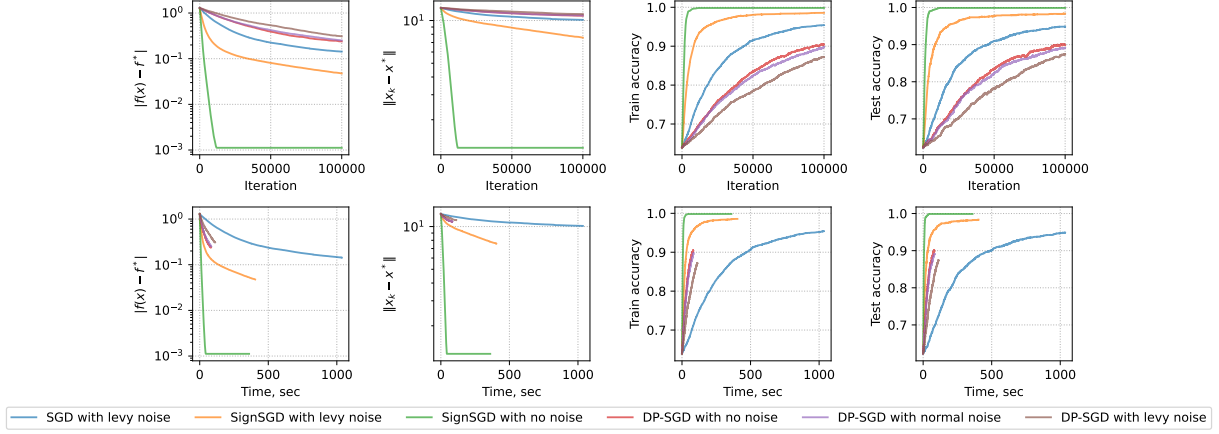 |f(x) − f*|
10⁰
10⁻¹
10⁻²
10⁻³
0 50000 100000
Iteration
‖xₖ − x*‖
10¹
0 50000 100000
Iteration
Train accuracy
1.0
0.9
0.8
0.7
0 50000 100000
Iteration
Test accuracy
1.0
0.9
0.8
0.7
0 50000 100000
Iteration
|f(x) − f*|
10⁰
10⁻¹
10⁻²
10⁻³
0 500 1000
Time, sec
‖xₖ − x*‖
10¹
0 500 1000
Time, sec
Train accuracy
1.0
0.9
0.8
0.7
0 500 1000
Time, sec
Test accuracy
1.0
0.9
0.8
0.7
0 500 1000
Time, sec
SGD with levy noise SignSGD with levy noise SignSGD with no noise DP-SGD with no noise DP-SGD with normal noise DP-SGD with levy noise